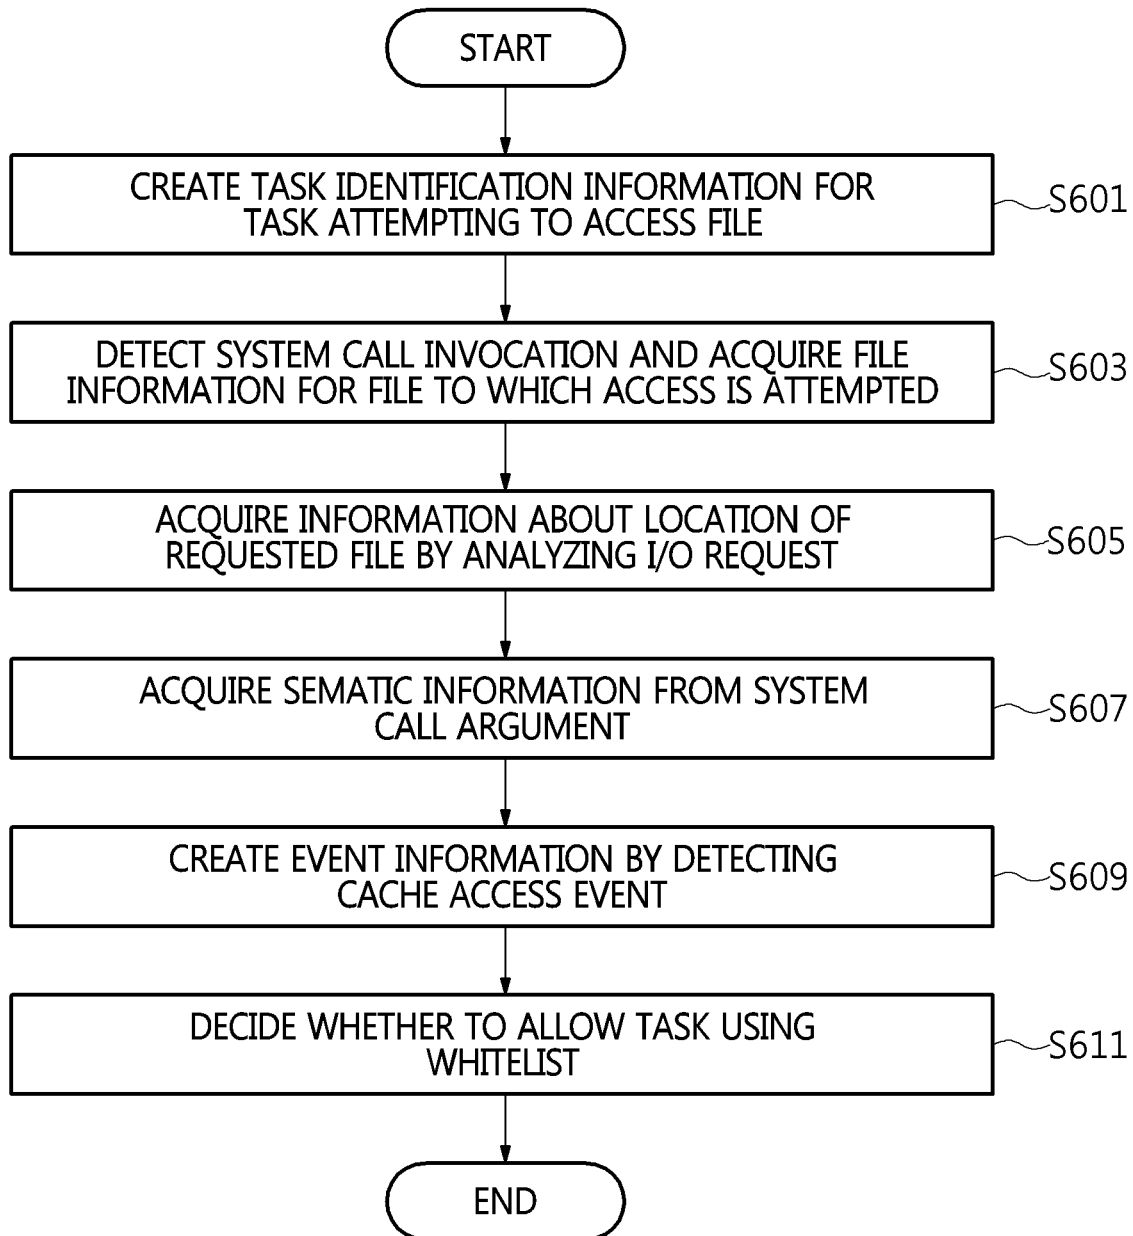 START
CREATE TASK IDENTIFICATION INFORMATION FOR
TASK ATTEMPTING TO ACCESS FILE
S601
DETECT SYSTEM CALL INVOCATION AND ACQUIRE FILE
INFORMATION FOR FILE TO WHICH ACCESS IS ATTEMPTED
S603
ACQUIRE INFORMATION ABOUT LOCATION OF
REQUESTED FILE BY ANALYZING I/O REQUEST
S605
ACQUIRE SEMATIC INFORMATION FROM SYSTEM
CALL ARGUMENT
S607
CREATE EVENT INFORMATION BY DETECTING
CACHE ACCESS EVENT
S609
DECIDE WHETHER TO ALLOW TASK USING
WHITELIST
S611
END